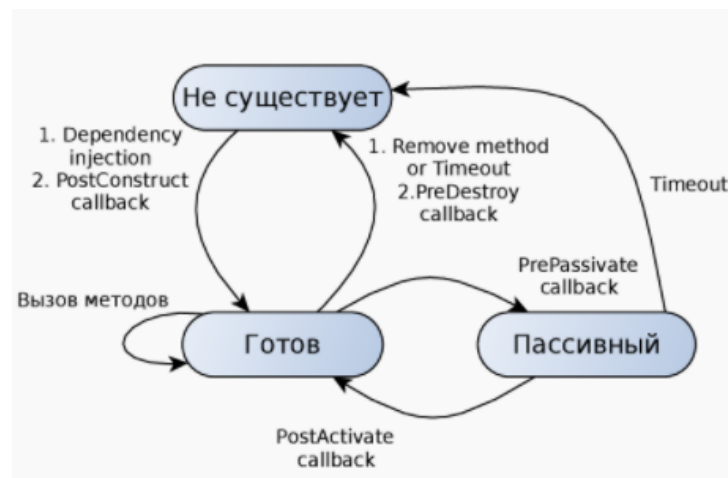 Не существует
1. Dependency
injection
2. PostConstruct
callback
1. Remove method
or Timeout
2.PreDestroy
callback
Timeout
PrePassivate
callback
Вызов методов
Готов
Пассивный
PostActivate
callback